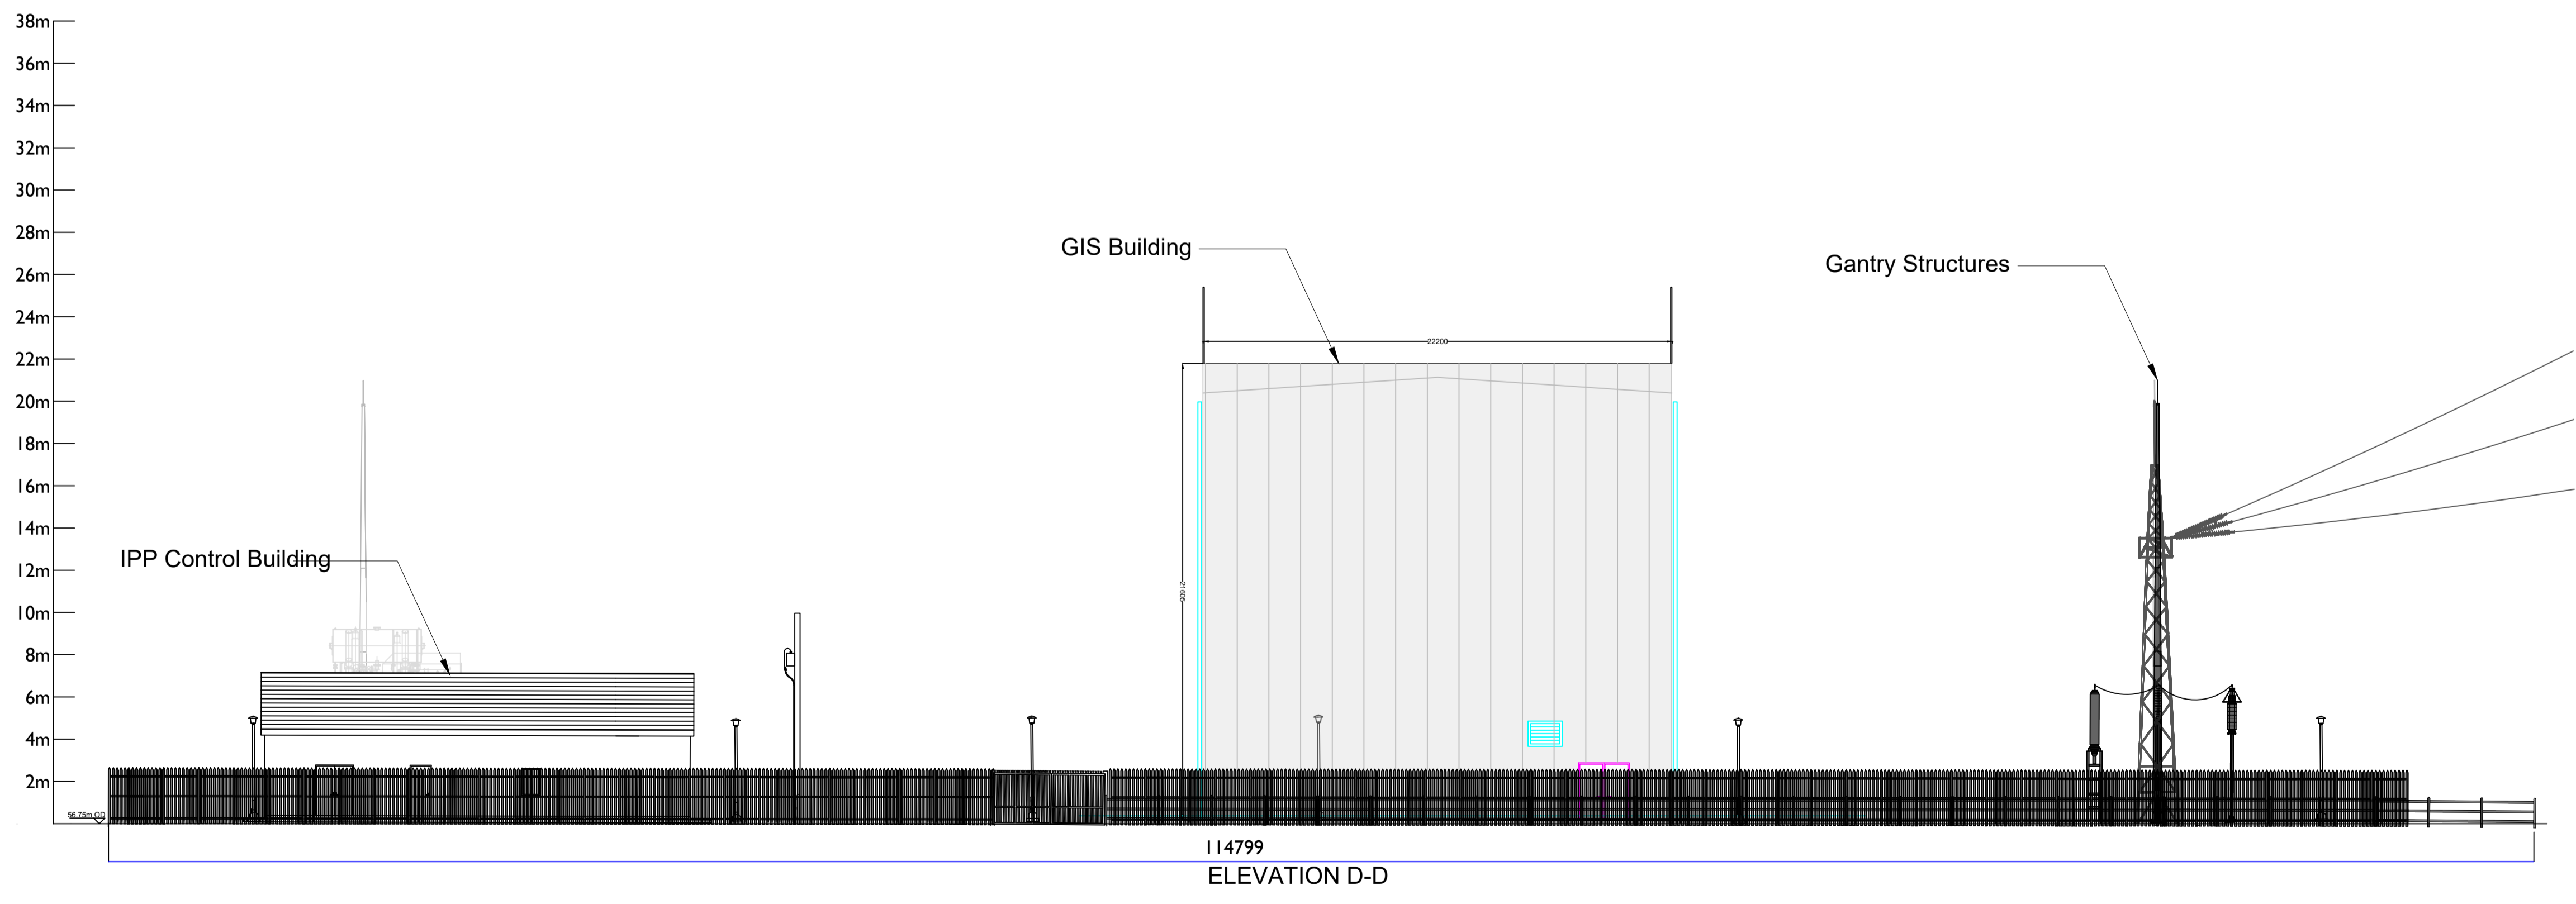 38m
36m
34m
32m
30m
28m
GIS Building
Gantry Structures
26m
24m
22200
22m
20m
18m
16m
14m
IPP Control Building
12m
21605
10m
8m
6m
4m
2m
56.75m OD
114799
ELEVATION D-D